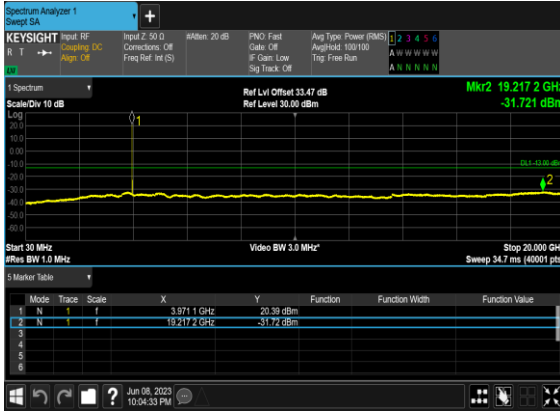 Spectrum Analyzer 1
Swept SA
+
KEYSIGHT
R T
Input: RF
Coupling: DC
Align: Off
Input Z: 50 Ω
Corrections: Off
Freq Ref: Int (S)
#Atten: 20 dB
PNO: Fast
Gate: Off
IF Gain: Low
Sig Track: Off
Avg Type: Power (RMS)
Avg|Hold: 100/100
Trig: Free Run
1 2 3 4 5 6
A W W W W W
A N N N N N
1 Spectrum
Scale/Div 10 dB
Ref Lvl Offset 33.47 dB
Ref Level 30.00 dBm
Mkr2 19.217 2 GHz
-31.721 dBm
Log
20.0
10.0
0.00
-10.0
-20.0
-30.0
-40.0
-50.0
-60.0
1
DL1 -13.00 dBm
2
Start 30 MHz
#Res BW 1.0 MHz
Video BW 3.0 MHz*
Stop 20.000 GHz
Sweep 34.7 ms (40001 pts)
5 Marker Table
Mode Trace Scale X Y Function Function Width Function Value
1 N 1 f 3.971 1 GHz 20.39 dBm
2 N 1 f 19.217 2 GHz -31.72 dBm
3
4
5
6
?
Jun 08, 2023
10:04:33 PM